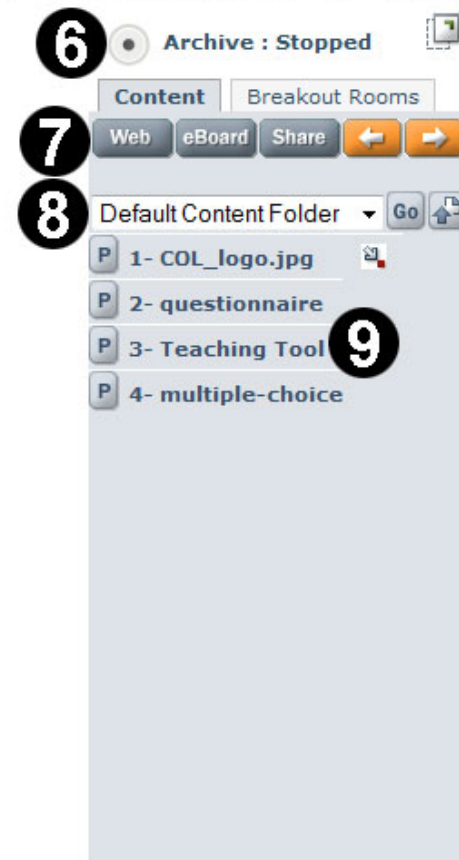 6 Archive : Stopped
Content Breakout Rooms
7 Web eBoard Share
8 Default Content Folder Go
P 1- COL_logo.jpg
P 2- questionnaire
P 3- Teaching Tool 9
P 4- multiple-choice